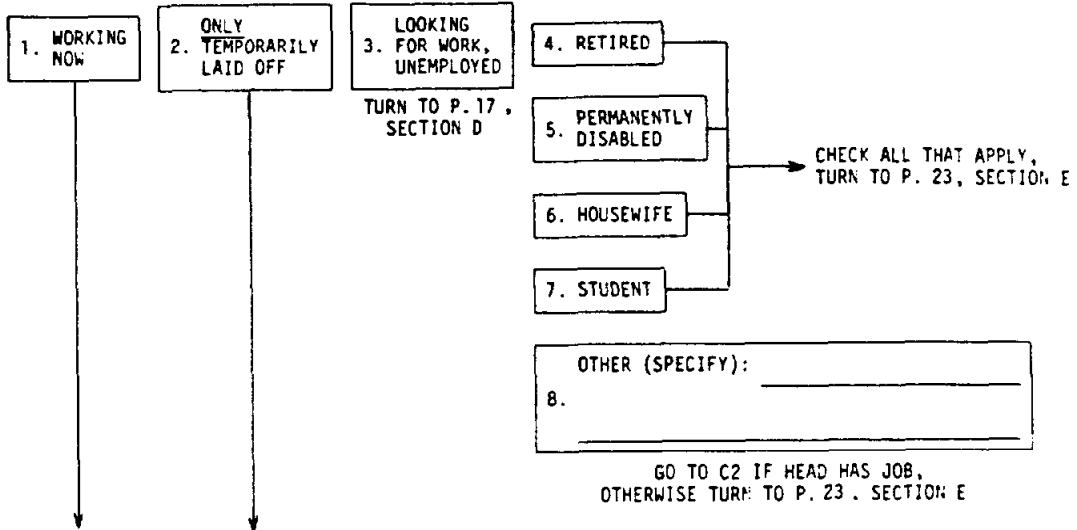 1. WORKING NOW
2. ONLY TEMPORARILY LAID OFF
3. LOOKING FOR WORK, UNEMPLOYED
TURN TO P. 17 ,
SECTION D
4. RETIRED
5. PERMANENTLY DISABLED
6. HOUSEWIFE
7. STUDENT
CHECK ALL THAT APPLY,
TURN TO P. 23, SECTION E
8. OTHER (SPECIFY):
GO TO C2 IF HEAD HAS JOB,
OTHERWISE TURN TO P. 23 . SECTION E